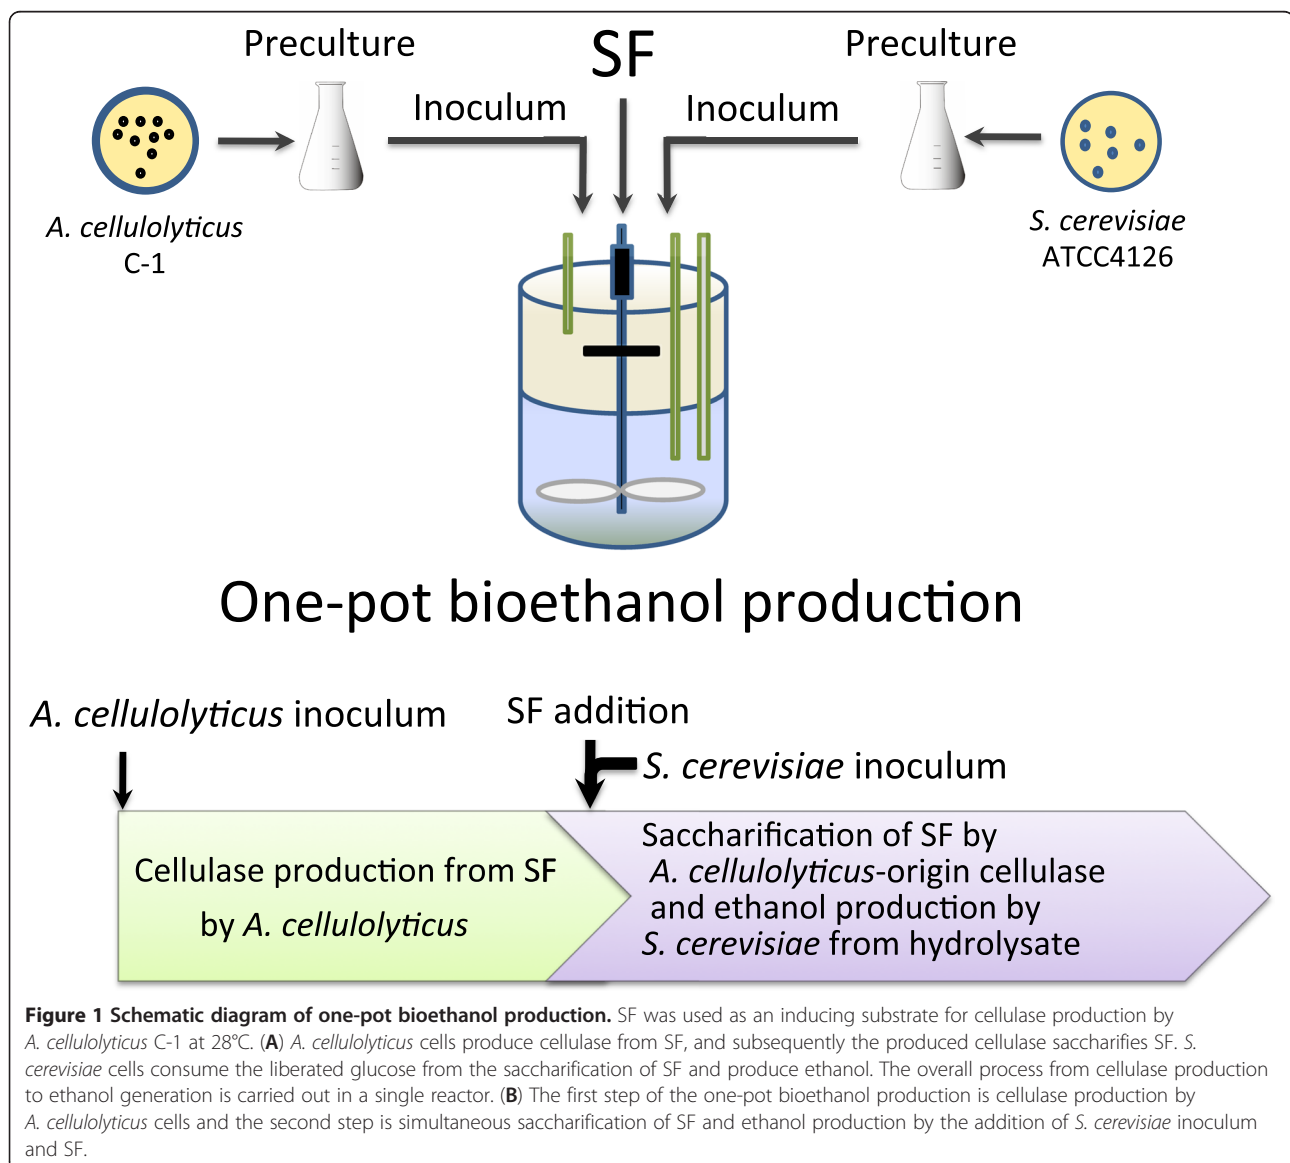 Preculture
SF
Preculture
Inoculum
Inoculum
A. cellulolyticus
C-1
S. cerevisiae
ATCC4126
One-pot bioethanol production
A. cellulolyticus inoculum
SF addition
S. cerevisiae inoculum
Cellulase production from SF
by A. cellulolyticus
Saccharification of SF by
A. cellulolyticus-origin cellulase
and ethanol production by
S. cerevisiae from hydrolysate
Figure 1 Schematic diagram of one-pot bioethanol production. SF was used as an inducing substrate for cellulase production by
A. cellulolyticus C-1 at 28°C. (A) A. cellulolyticus cells produce cellulase from SF, and subsequently the produced cellulase saccharifies SF. S.
cerevisiae cells consume the liberated glucose from the saccharification of SF and produce ethanol. The overall process from cellulase production
to ethanol generation is carried out in a single reactor. (B) The first step of the one-pot bioethanol production is cellulase production by
A. cellulolyticus cells and the second step is simultaneous saccharification of SF and ethanol production by the addition of S. cerevisiae inoculum
and SF.